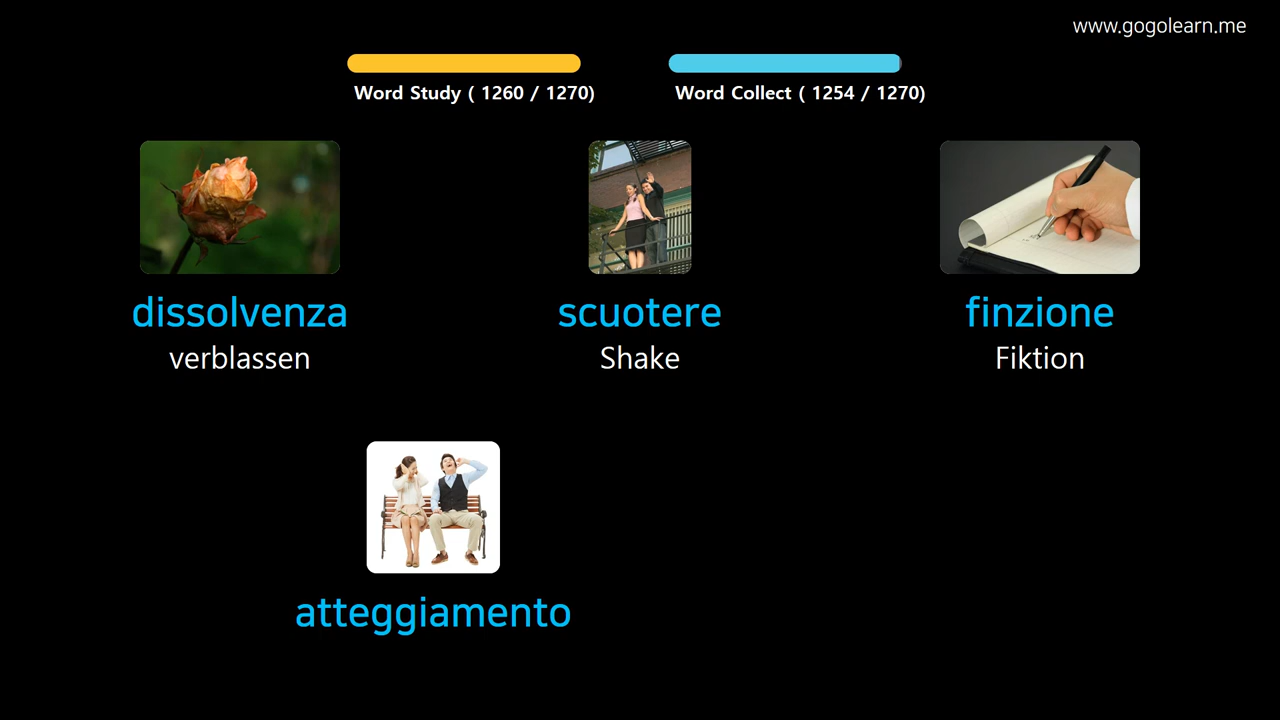 www.gogolearn.me
Word Study ( 1260 / 1270)
Word Collect ( 1254 / 1270)
dissolvenza
verblassen
scuotere
Shake
finzione
Fiktion
atteggiamento